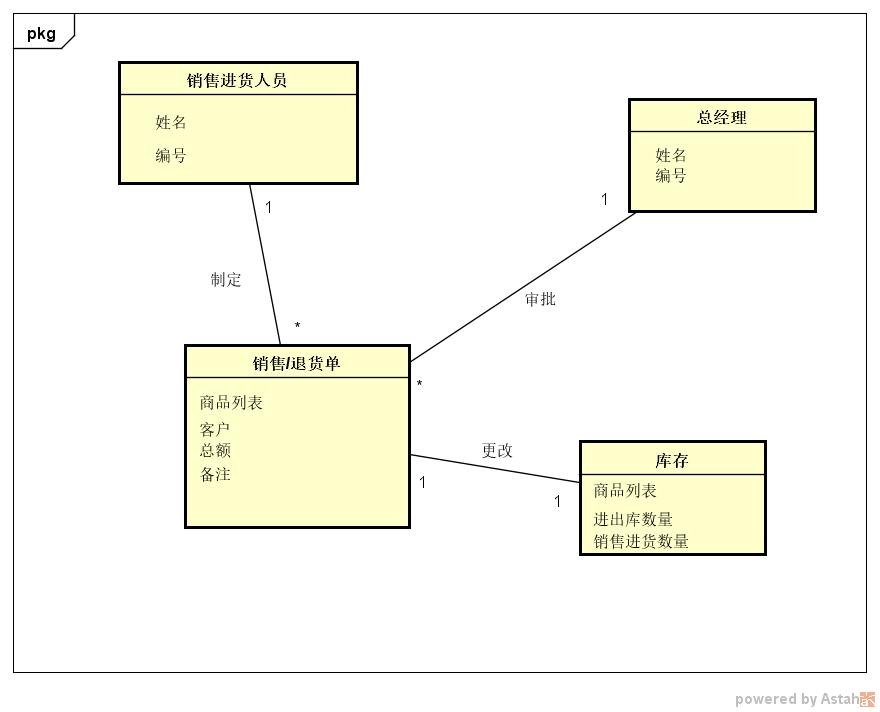 pkg
销售进货人员
姓名
编号
总经理
姓名
编号
1
1
制定
审批
*
销售/退货单
商品列表
客户
总额
备注
*
更改
1
1
库存
商品列表
进出库数量
销售进货数量
powered by Astah